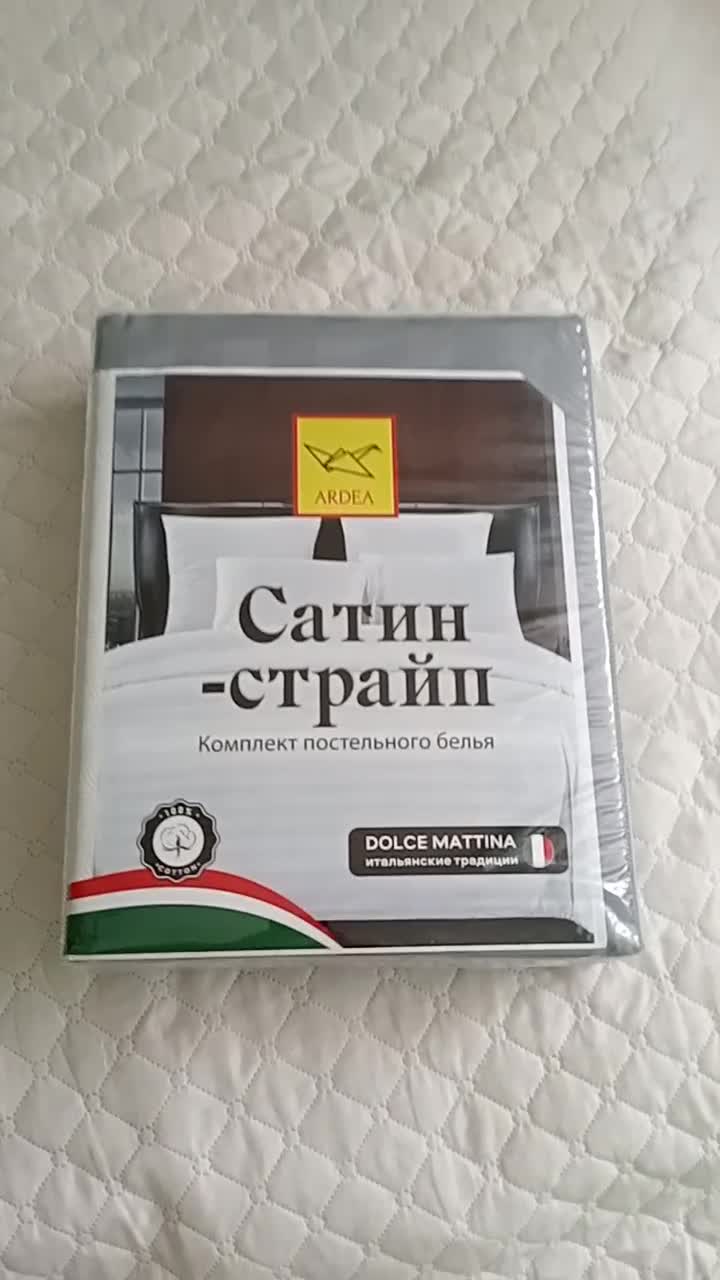 ARDEA
Сатин
-страйп
Комплект постельного белья
100%
COTTON
DOLCE MATTINA
итальянские традиции